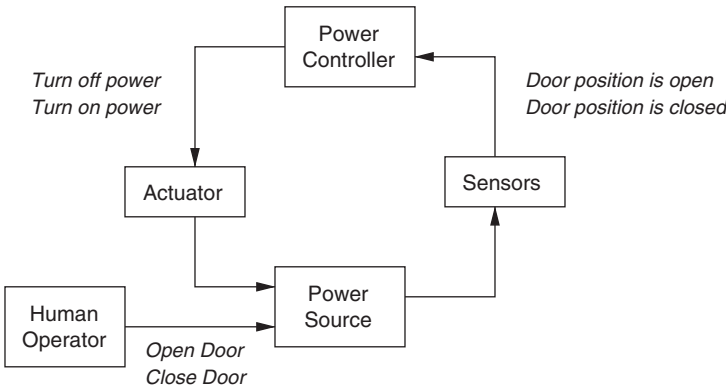 Power
Controller
Turn off power
Turn on power
Door position is open
Door position is closed
Actuator
Sensors
Power
Source
Human
Operator
Open Door
Close Door